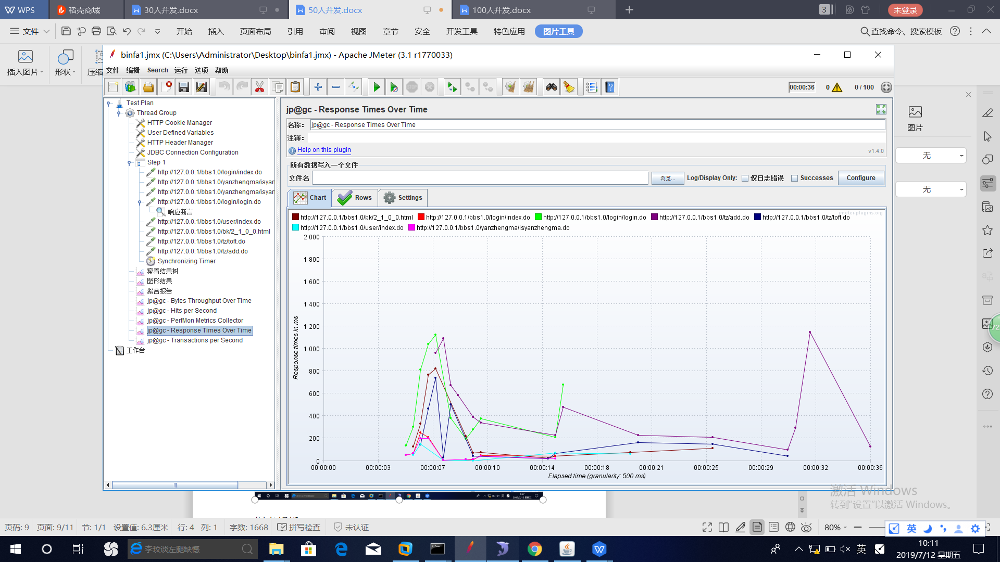 WPS 稻壳商城 30人并发.docx 50人并发.docx 100人并发.docx 3 未登录
文件 开始 插入 页面布局 引用 审阅 视图 章节 安全 开发工具 特色应用 图片工具 查找命令、搜索模板
插入图片 形状 压缩
binfa1.jmx (C:\Users\Administrator\Desktop\binfa1.jmx) - Apache JMeter (3.1 r1770033)
文件 编辑 Search 运行 选项 帮助
00:00:36 0 0 / 100
Test Plan
Thread Group
HTTP Cookie Manager
User Defined Variables
HTTP Header Manager
JDBC Connection Configuration
Step 1
http://127.0.0.1/bbs1.0/login/index.do
http://127.0.0.1/bbs1.0/yanzhengma/isyan
http://127.0.0.1/bbs1.0/yanzhengma/isyan
http://127.0.0.1/bbs1.0/login/login.do
响应断言
http://127.0.0.1/bbs1.0/user/index.do
http://127.0.0.1/bbs1.0/bk/2_1_0_0.html
http://127.0.0.1/bbs1.0/tz/toft.do
http://127.0.0.1/bbs1.0/tz/add.do
Synchronizing Timer
察看结果树
图形结果
聚合报告
jp@gc - Bytes Throughput Over Time
jp@gc - Hits per Second
jp@gc - PerfMon Metrics Collector
jp@gc - Response Times Over Time
jp@gc - Transactions per Second
工作台
jp@gc - Response Times Over Time
名称： jp@gc - Response Times Over Time
注释：
Help on this plugin v1.4.0
所有数据写入一个文件
文件名 浏览... Log/Display Only: 仅日志错误 Successes Configure
Chart Rows Settings
jmeter-plugins.org
http://127.0.0.1/bbs1.0/bk/2_1_0_0.html http://127.0.0.1/bbs1.0/login/index.do http://127.0.0.1/bbs1.0/login/login.do http://127.0.0.1/bbs1.0/tz/add.do http://127.0.0.1/bbs1.0/tz/toft.do
http://127.0.0.1/bbs1.0/user/index.do http://127.0.0.1/bbs1.0/yanzhengma/isyanzhengma.do
2 000
1 800
1 600
1 400
1 200
1 000
800
600
400
200
0
Response times in ms
00:00:00 00:00:03 00:00:07 00:00:10 00:00:14 00:00:18 00:00:21 00:00:25 00:00:29 00:00:32 00:00:36
Elapsed time (granularity: 500 ms)
图片
无
无
72
激活 Windows
转到“设置”以激活 Windows。
页码: 9 页面: 9/11 节: 1/1 设置值: 6.3厘米 行: 4 列: 1 字数: 1668 拼写检查 未认证 80% 英
李玟谈左腿缺憾 英 10:11
2019/7/12 星期五